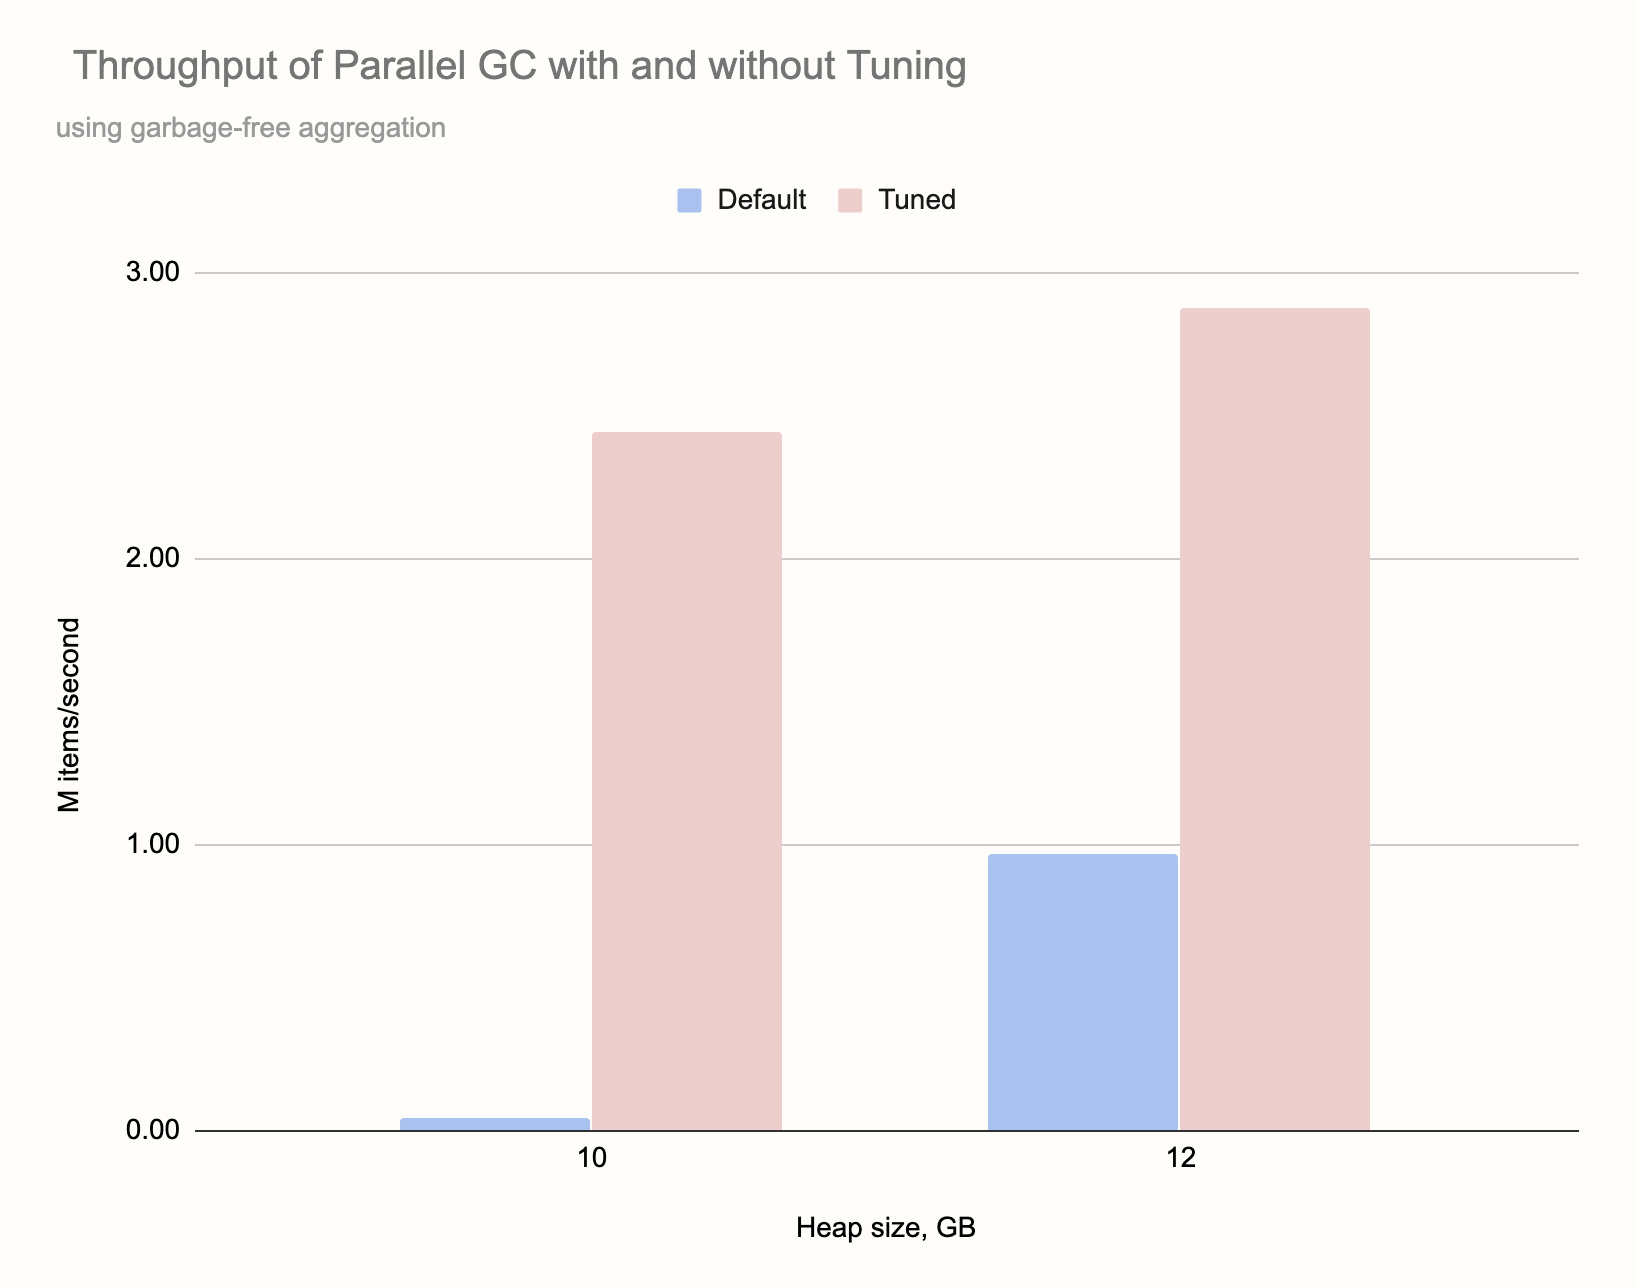 Throughput of Parallel GC with and without Tuning
using garbage-free aggregation
Default
Tuned
3.00
2.00
1.00
0.00
M items/second
10
12
Heap size, GB